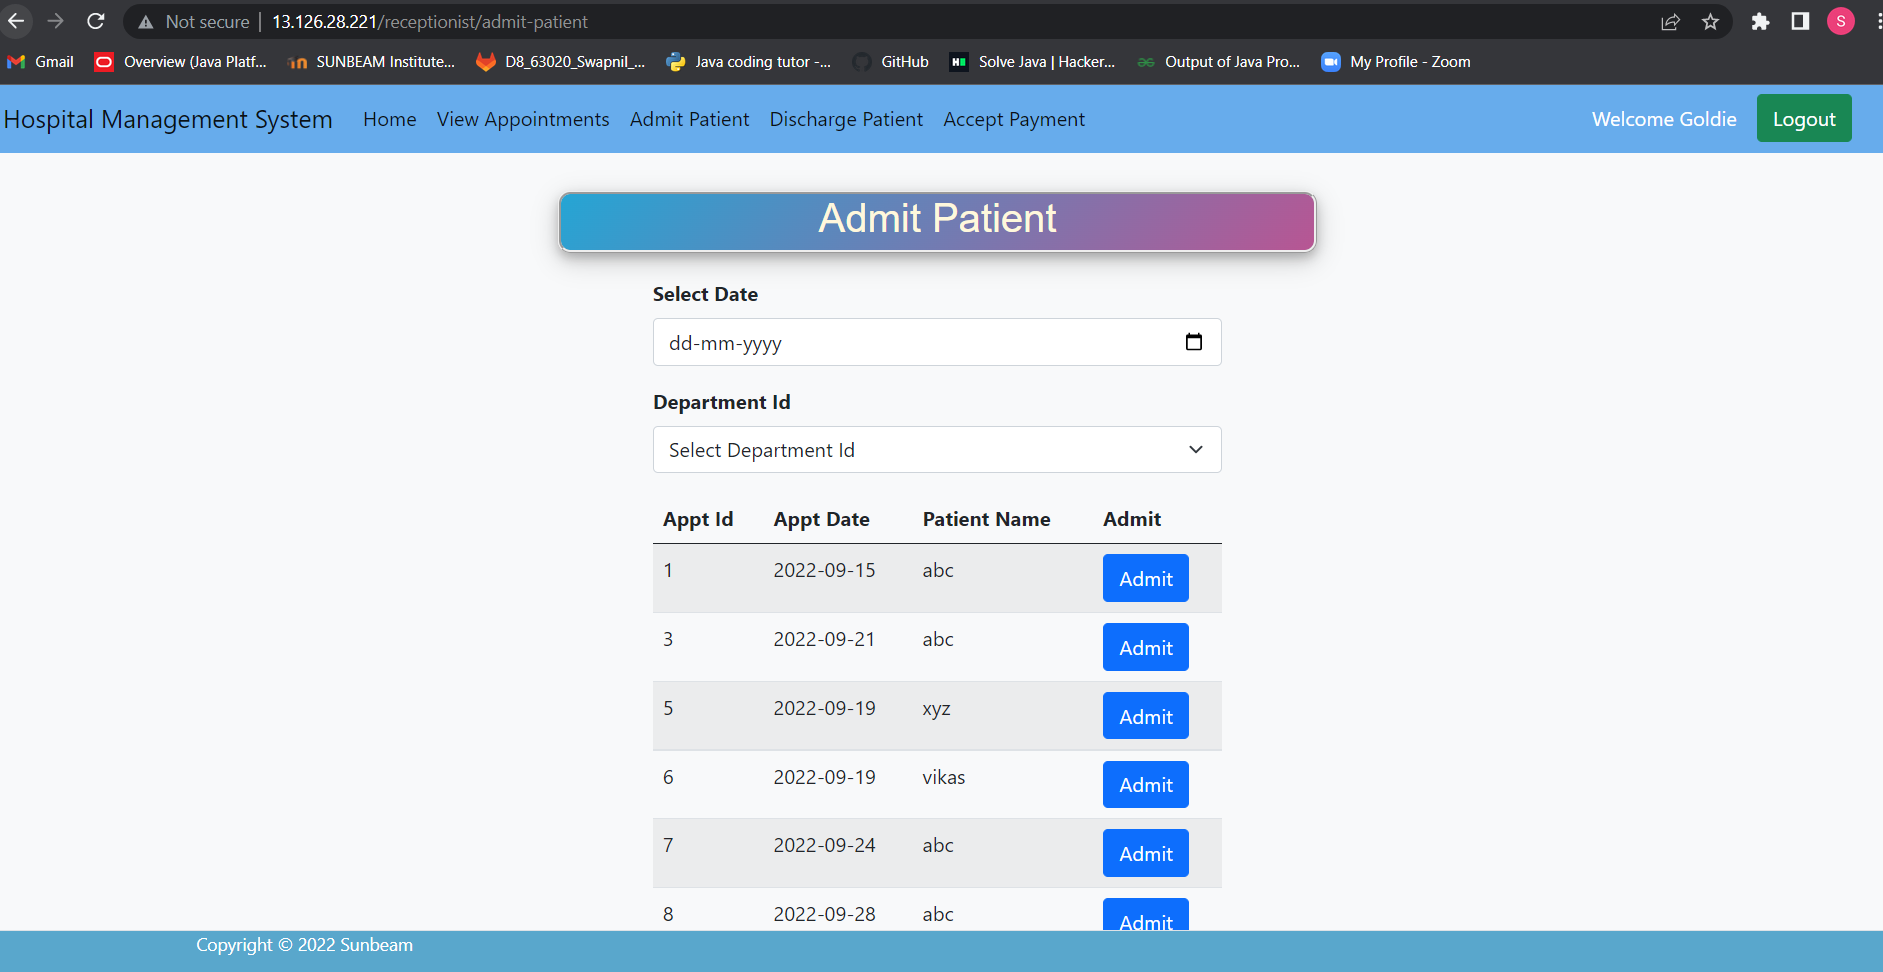 Not secure | 13.126.28.221/receptionist/admit-patient S
Gmail Overview (Java Platf... SUNBEAM Institute... D8_63020_Swapnil_... Java coding tutor -... GitHub Solve Java | Hacker... Output of Java Pro... My Profile - Zoom
Hospital Management System Home View Appointments Admit Patient Discharge Patient Accept Payment Welcome Goldie Logout
Admit Patient
Select Date
dd-mm-yyyy
Department Id
Select Department Id
Appt Id Appt Date Patient Name Admit
1 2022-09-15 abc Admit
3 2022-09-21 abc Admit
5 2022-09-19 xyz Admit
6 2022-09-19 vikas Admit
7 2022-09-24 abc Admit
8 2022-09-28 abc Admit
Copyright © 2022 Sunbeam